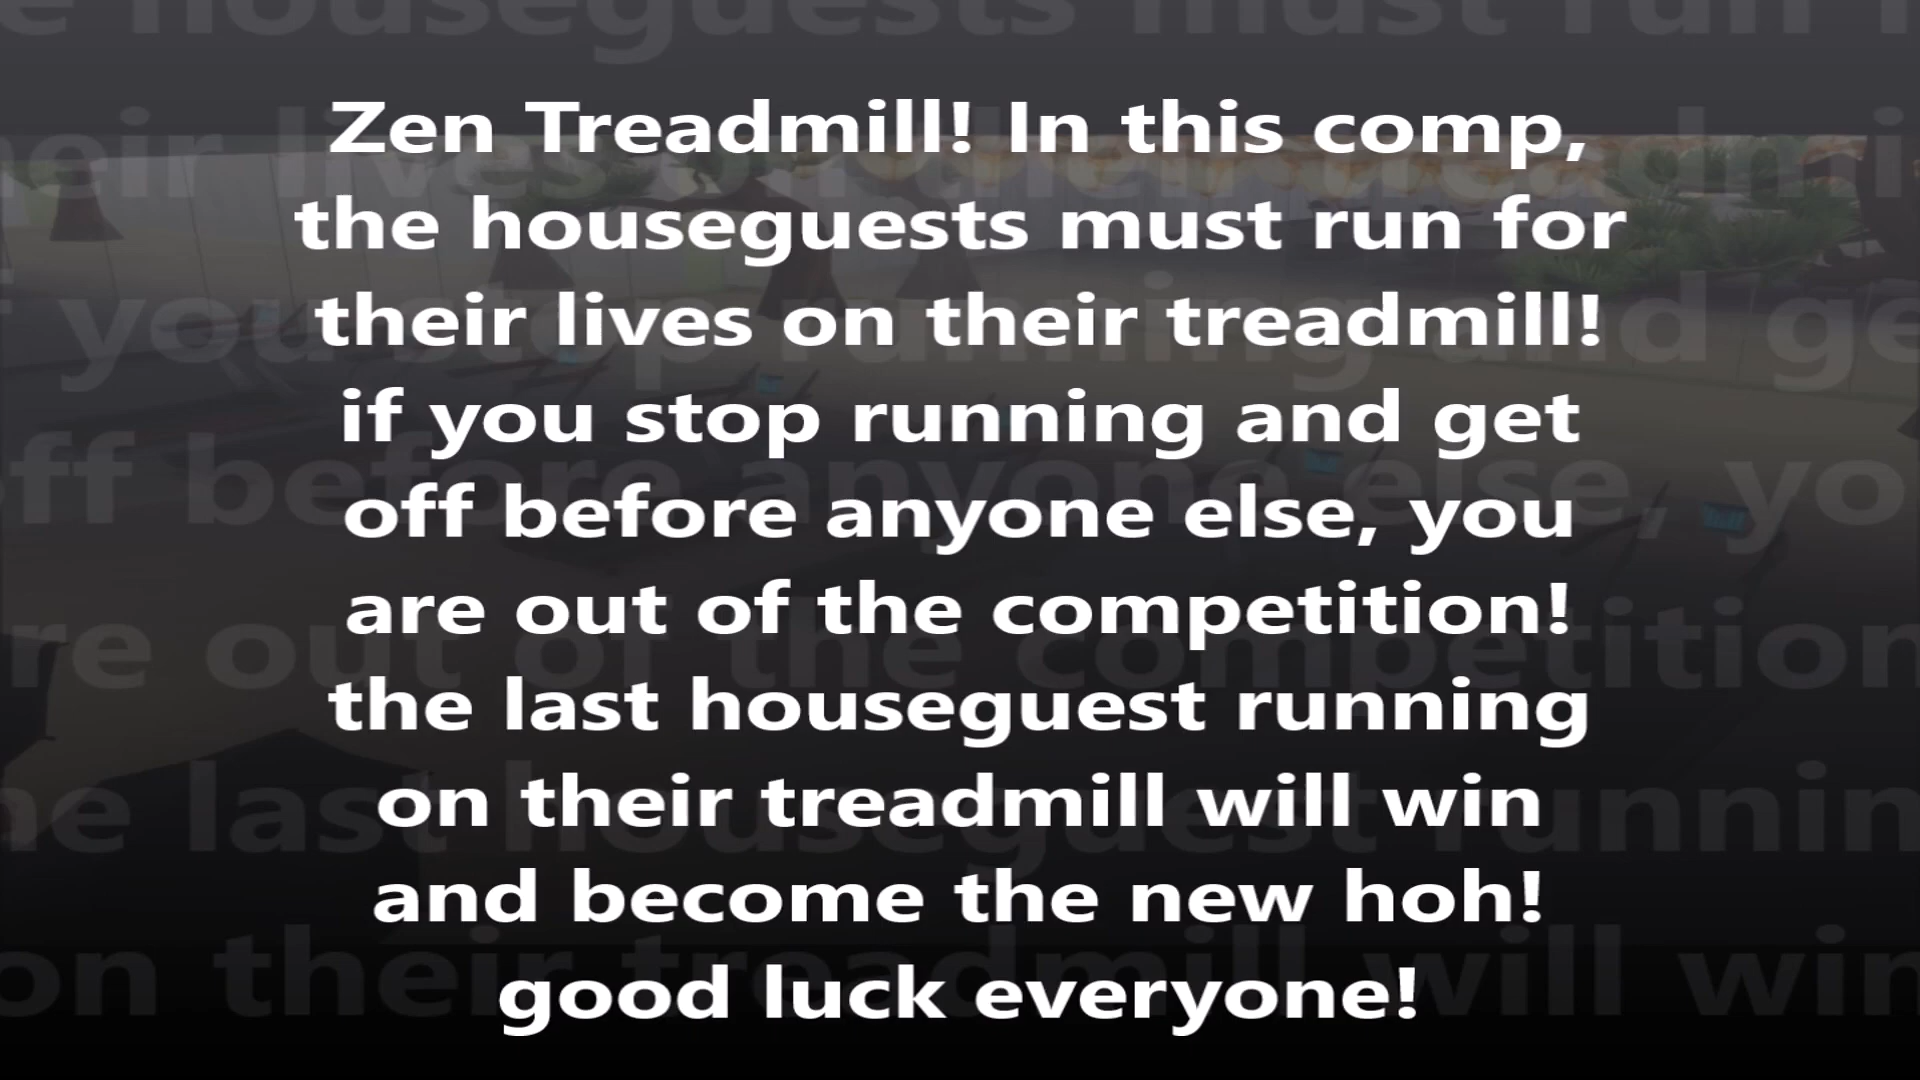 Zen Treadmill! In this comp,
the houseguests must run for
their lives on their treadmill!
if you stop running and get
off before anyone else, you
are out of the competition!
the last houseguest running
on their treadmill will win
and become the new hoh!
good luck everyone!